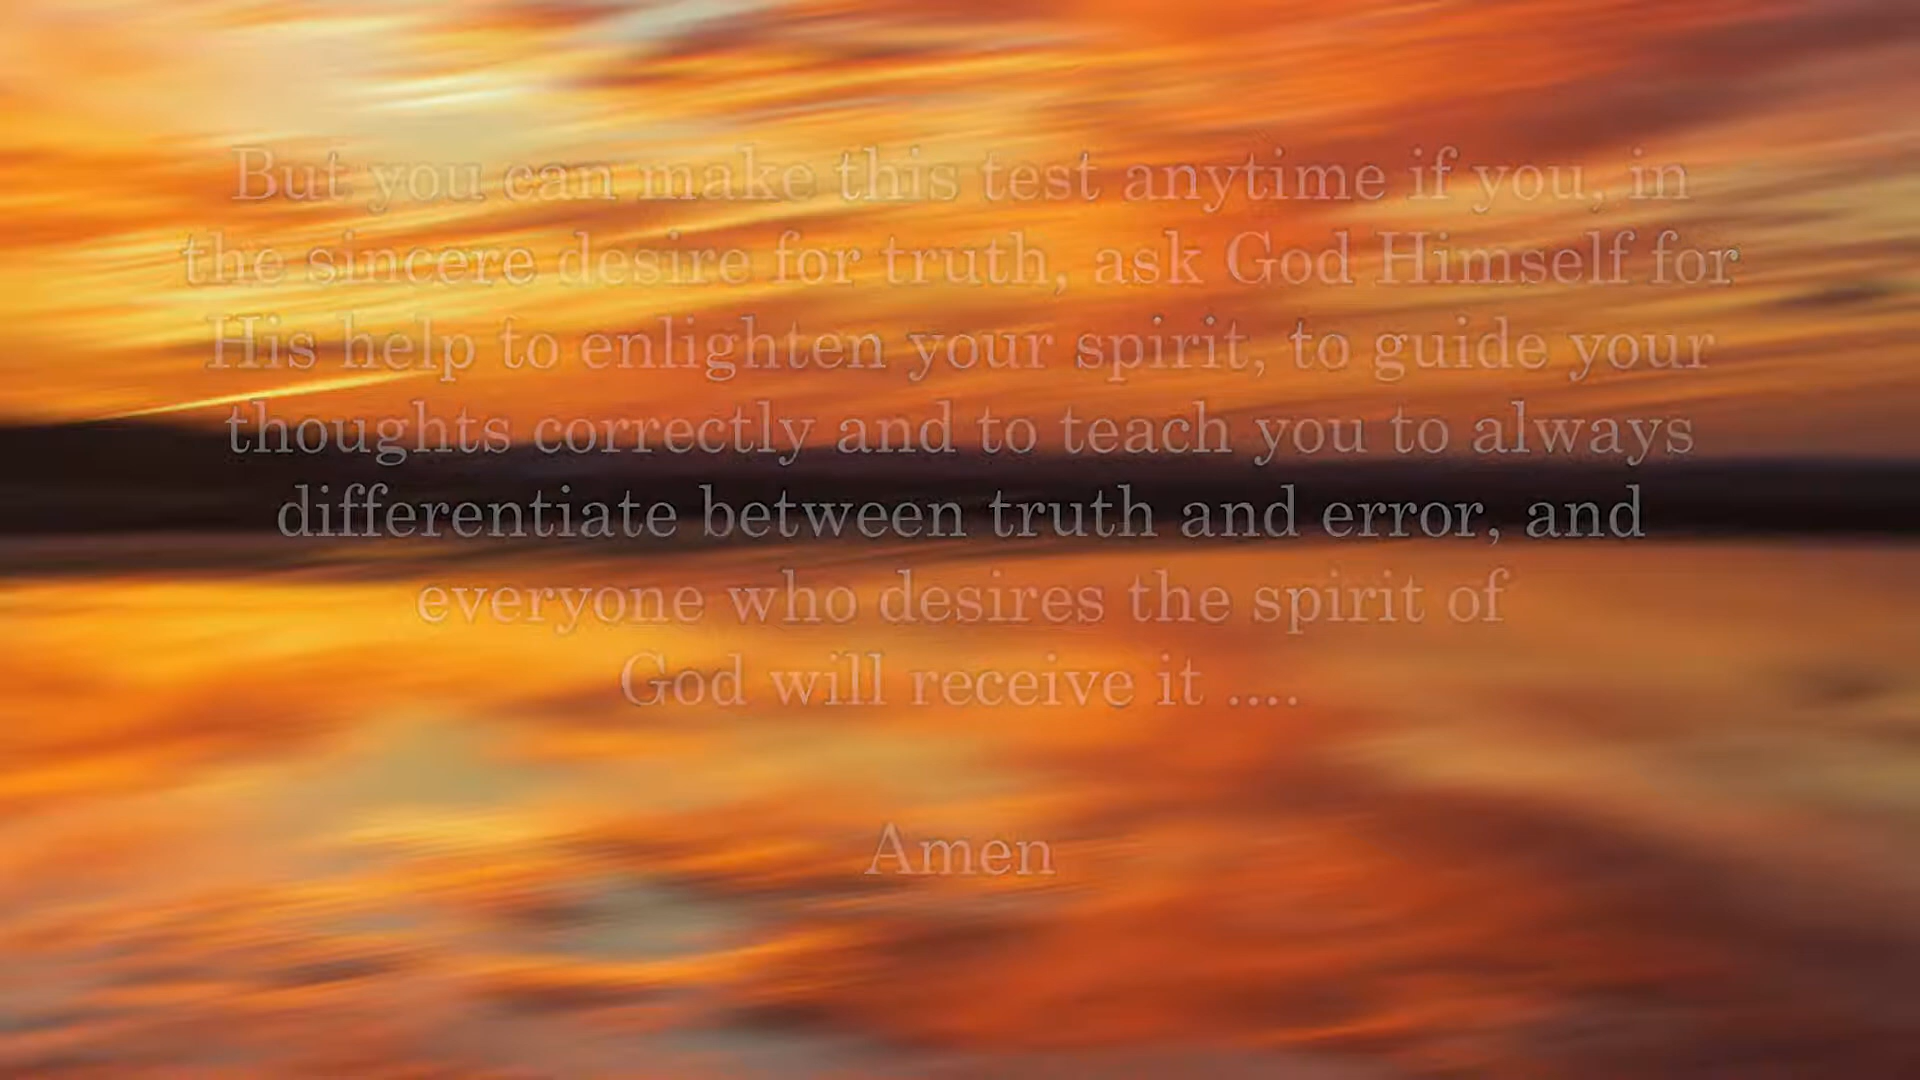 But you can make this test anytime if you, in
the sincere desire for truth, ask God Himself for
His help to enlighten your spirit, to guide your
thoughts correctly and to teach you to always
differentiate between truth and error, and
everyone who desires the spirit of
God will receive it ....
Amen